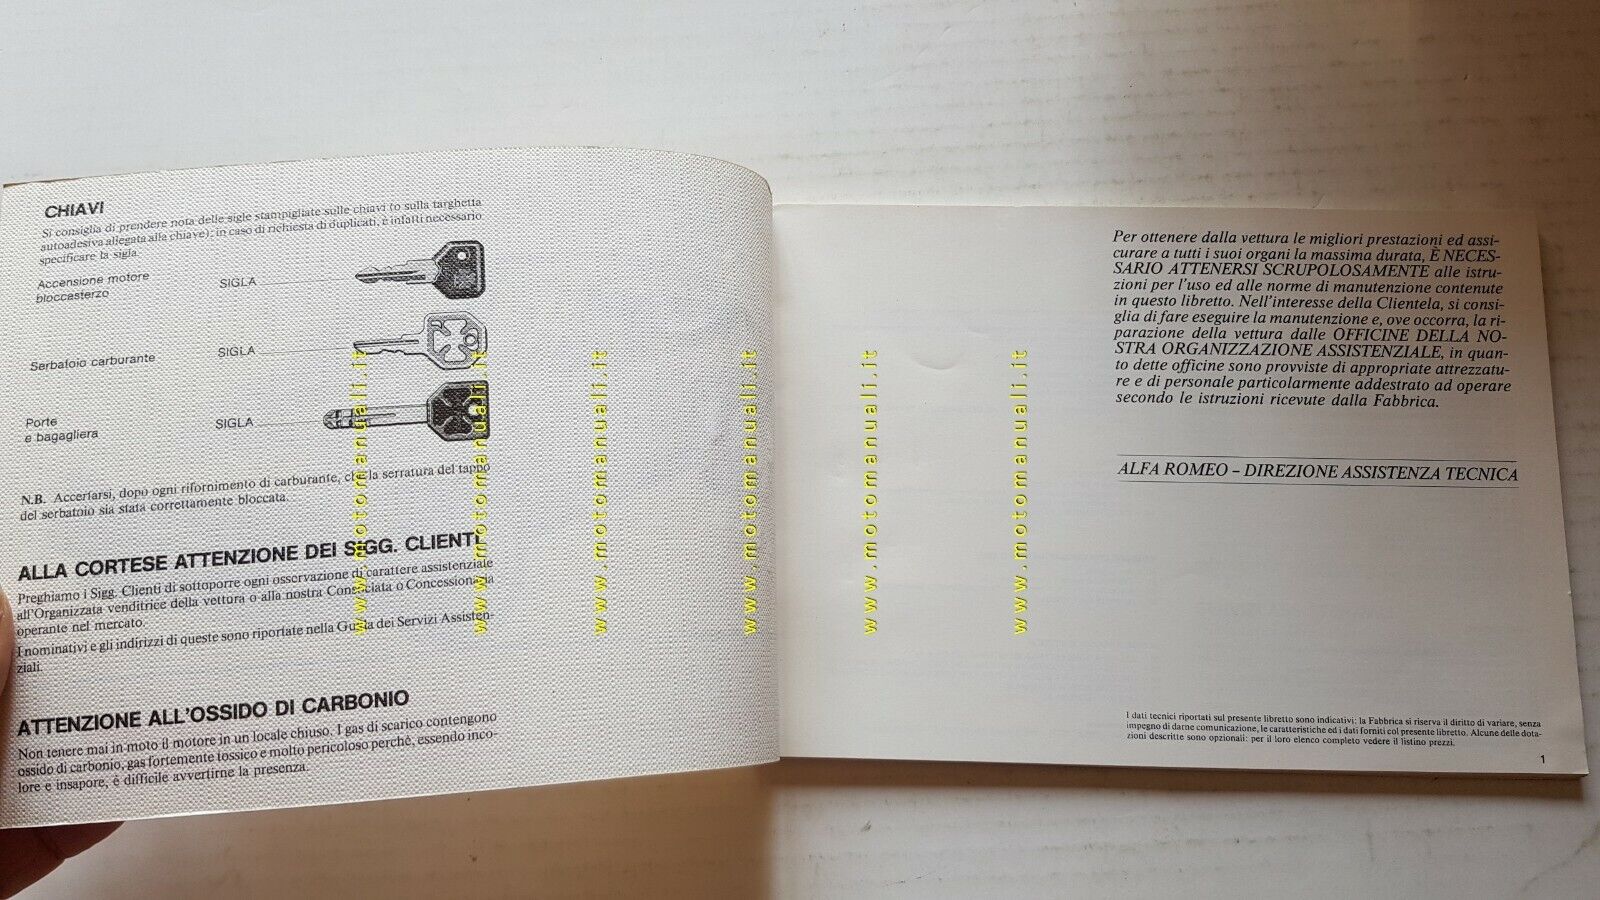 CHIAVI
Si consiglia di prendere nota delle sigle stampigliate sulle chiavi (o sulla targhetta
autoadesiva allegata alla chiave); in caso di richiesta di duplicati, è infatti necessario
specificare la sigla.
Accensione motore
bloccasterzo
SIGLA
Serbatoio carburante
SIGLA
Porte
e bagagliera
SIGLA
N.B. Accertarsi, dopo ogni rifornimento di carburante, che la serratura del tappo
del serbatoio sia stata correttamente bloccata.
ALLA CORTESE ATTENZIONE DEI SIGG. CLIENTI
Preghiamo i Sigg. Clienti di sottoporre ogni osservazione di carattere assistenziale
all'Organizzata venditrice della vettura o alla nostra Consociata o Concessionaria
operante nel mercato.
I nominativi e gli indirizzi di queste sono riportate nella Guida dei Servizi Assisten-
ziali.
ATTENZIONE ALL'OSSIDO DI CARBONIO
Non tenere mai in moto il motore in un locale chiuso. I gas di scarico contengono
ossido di carbonio, gas fortemente tossico e molto pericoloso perchè, essendo inco-
lore e insapore, è difficile avvertirne la presenza.
www.motomanuali.it
www.motomanuali.it
www.motomanuali.it
www.motomanuali.it
www.motomanuali.it
www.motomanuali.it
Per ottenere dalla vettura le migliori prestazioni ed assi-
curare a tutti i suoi organi la massima durata, È NECES-
SARIO ATTENERSI SCRUPOLOSAMENTE alle istru-
zioni per l'uso ed alle norme di manutenzione contenute
in questo libretto. Nell'interesse della Clientela, si consi-
glia di fare eseguire la manutenzione e, ove occorra, la ri-
parazione della vettura dalle OFFICINE DELLA NO-
STRA ORGANIZZAZIONE ASSISTENZIALE, in quan-
to dette officine sono provviste di appropriate attrezzatu-
re e di personale particolarmente addestrato ad operare
secondo le istruzioni ricevute dalla Fabbrica.
ALFA ROMEO – DIREZIONE ASSISTENZA TECNICA
I dati tecnici riportati sul presente libretto sono indicativi: la Fabbrica si riserva il diritto di variare, senza
impegno di darne comunicazione, le caratteristiche ed i dati forniti col presente libretto. Alcune delle dota-
zioni descritte sono opzionali: per il loro elenco completo vedere il listino prezzi.
1